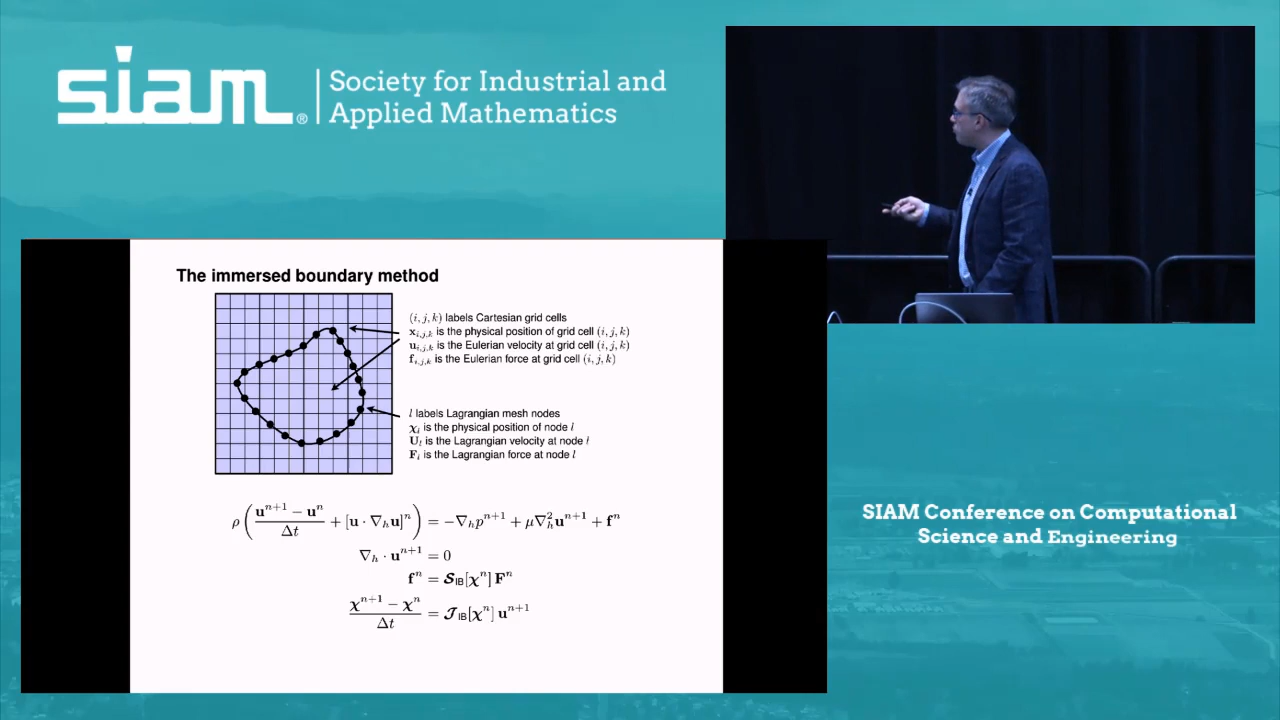 siam®
Society for Industrial and
Applied Mathematics
The immersed boundary method
(i, j, k) labels Cartesian grid cells
x_{i,j,k} is the physical position of grid cell (i, j, k)
u_{i,j,k} is the Eulerian velocity at grid cell (i, j, k)
f_{i,j,k} is the Eulerian force at grid cell (i, j, k)
l labels Lagrangian mesh nodes
χ_l is the physical position of node l
U_l is the Lagrangian velocity at node l
F_l is the Lagrangian force at node l
ρ( (u^{n+1} − u^n)/Δt + [u · ∇_h u]^n ) = −∇_h p^{n+1} + μ∇_h^2 u^{n+1} + f^n
∇_h · u^{n+1} = 0
f^n = 𝓢_{IB}[χ^n] F^n
(χ^{n+1} − χ^n)/Δt = 𝓙_{IB}[χ^n] u^{n+1}
SIAM Conference on Computational
Science and Engineering